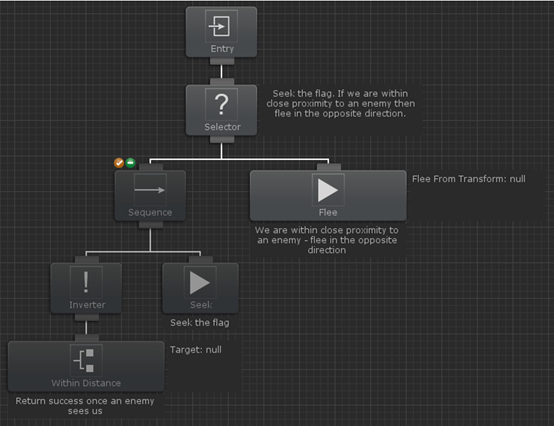 Entry
Seek the flag. If we are within
close proximity to an enemy then
flee in the opposite direction.
?
Selector
Sequence
Flee
Flee From Transform: null
We are within close proximity to
an enemy - flee in the opposite
direction
!
Inverter
Seek
Seek the flag
Target: null
Within Distance
Return success once an enemy
sees us